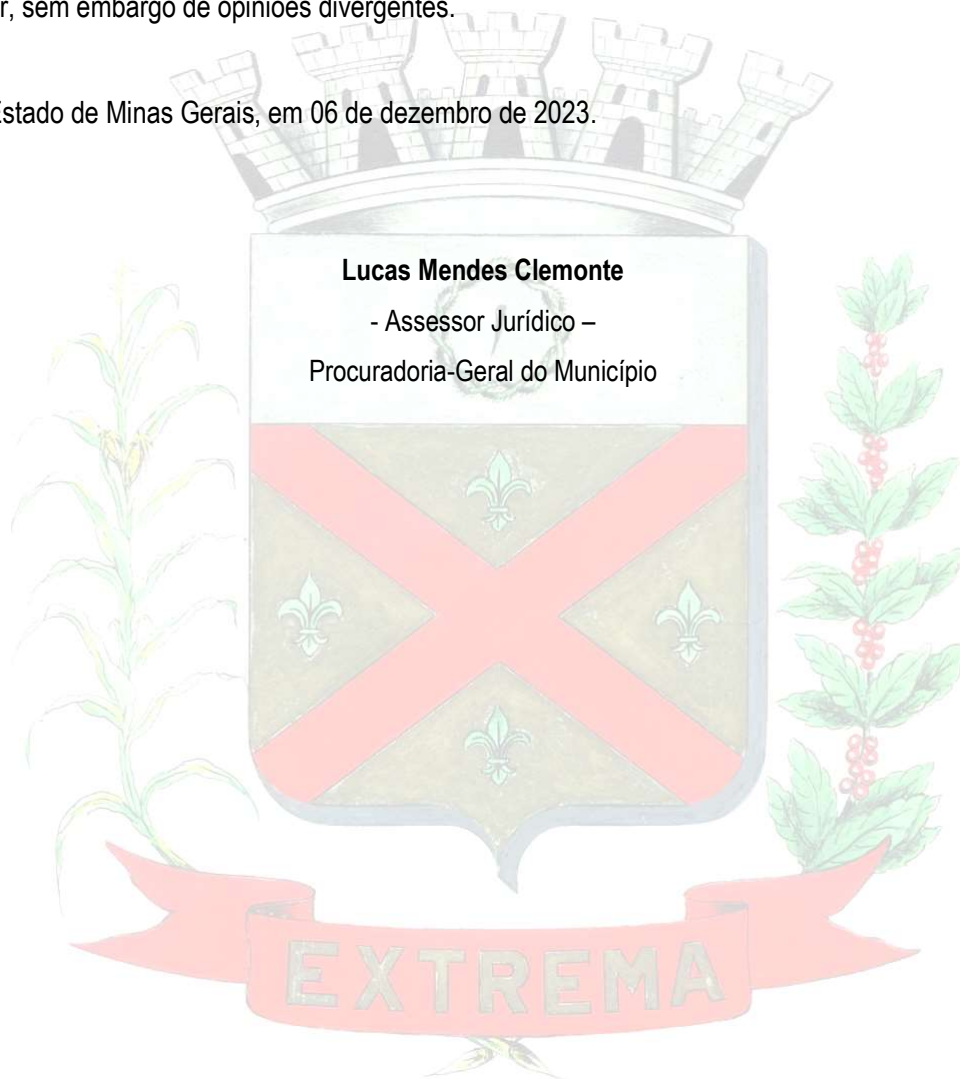 r, sem embargo de opiniões divergentes.
Estado de Minas Gerais, em 06 de dezembro de 2023.
Lucas Mendes Clemonte
- Assessor Jurídico –
Procuradoria-Geral do Município
EXTREMA